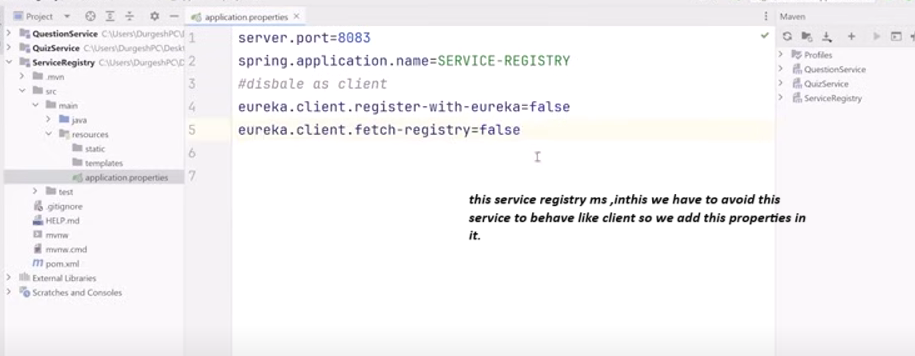 Project
application.properties
Maven
QuestionService C:\Users\DurgeshPC\
QuizService C:\Users\DurgeshPC\Desk
ServiceRegistry C:\Users\DurgeshPC\D
.mvn
src
main
java
resources
static
templates
application.properties
test
.gitignore
HELP.md
mvnw
mvnw.cmd
pom.xml
External Libraries
Scratches and Consoles
1 server.port=8083
2 spring.application.name=SERVICE-REGISTRY
3 #disbale as client
4 eureka.client.register-with-eureka=false
5 eureka.client.fetch-registry=false
6
7
this service registry ms ,inthis we have to avoid this
service to behave like client so we add this properties in
it.
Profiles
QuestionService
QuizService
ServiceRegistry